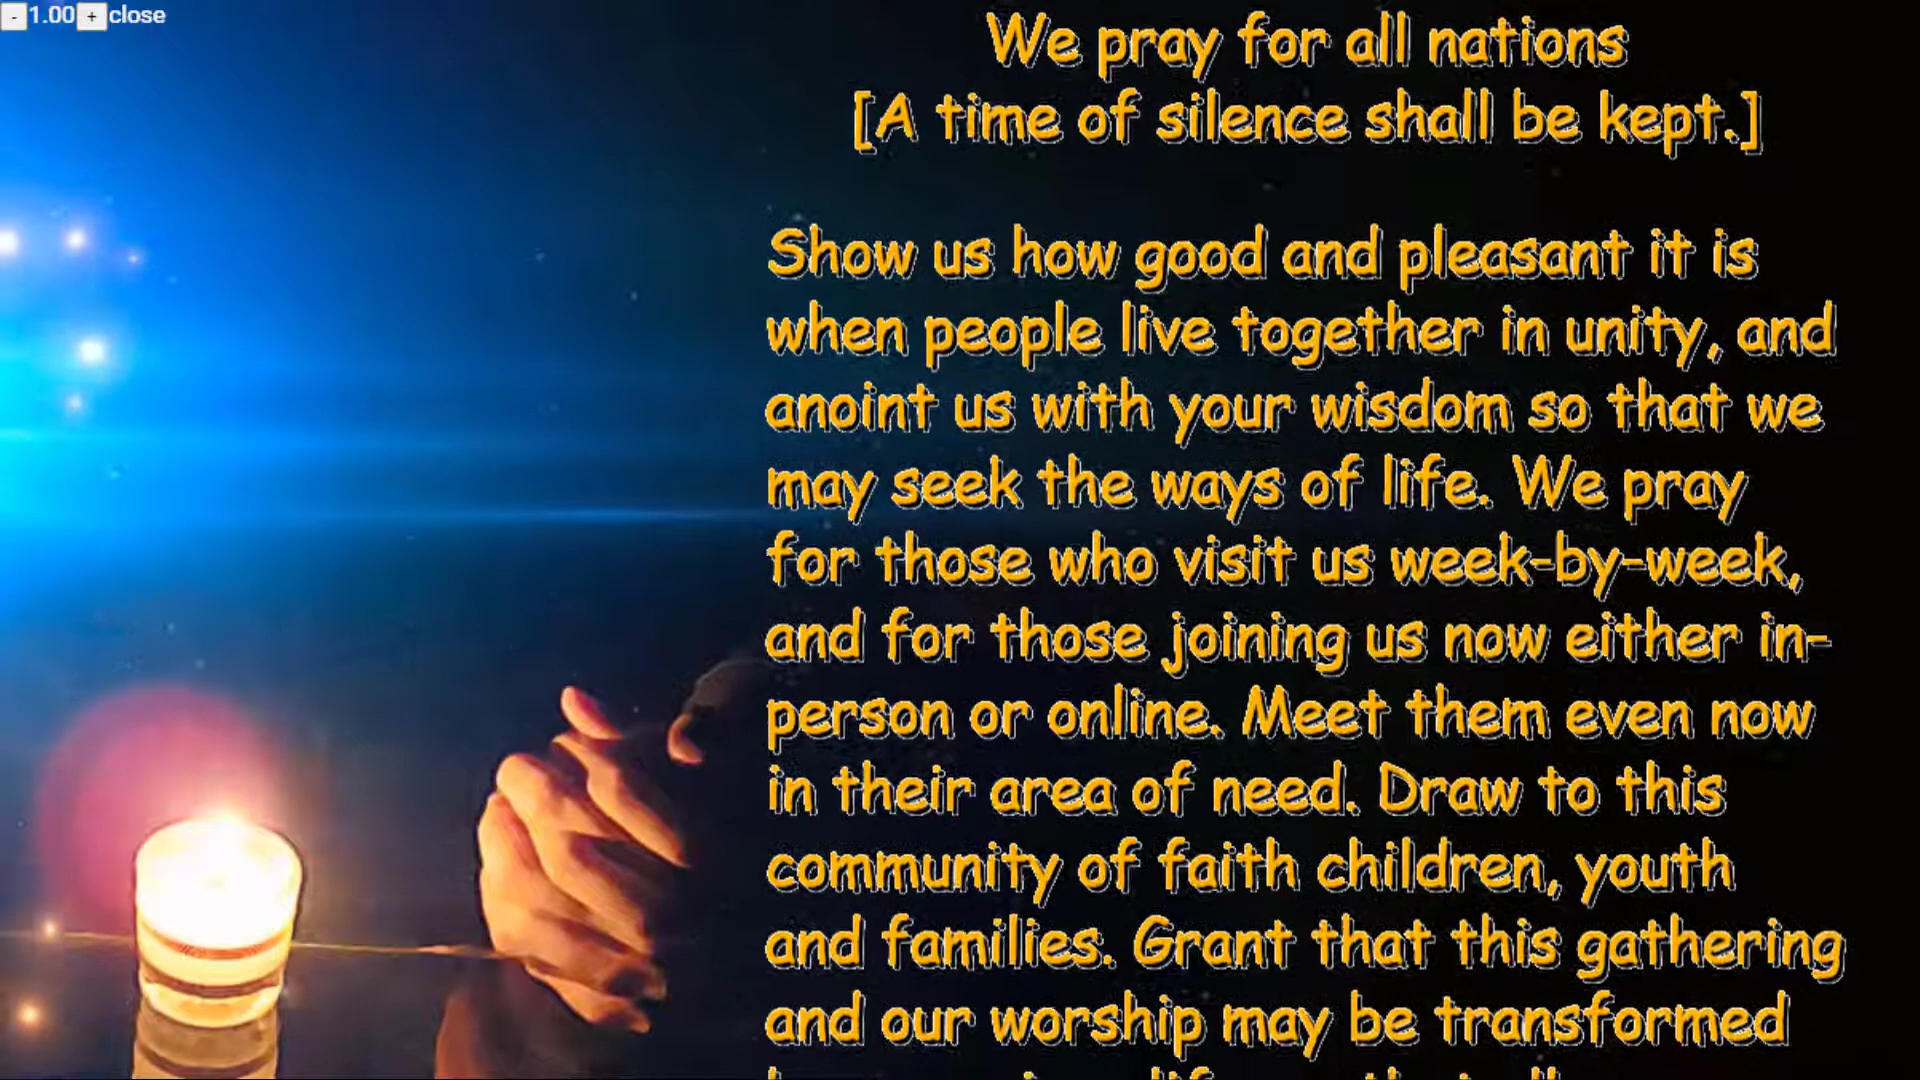 - 1.00 + close
We pray for all nations
[A time of silence shall be kept.]
Show us how good and pleasant it is
when people live together in unity, and
anoint us with your wisdom so that we
may seek the ways of life. We pray
for those who visit us week-by-week,
and for those joining us now either in-
person or online. Meet them even now
in their area of need. Draw to this
community of faith children, youth
and families. Grant that this gathering
and our worship may be transformed